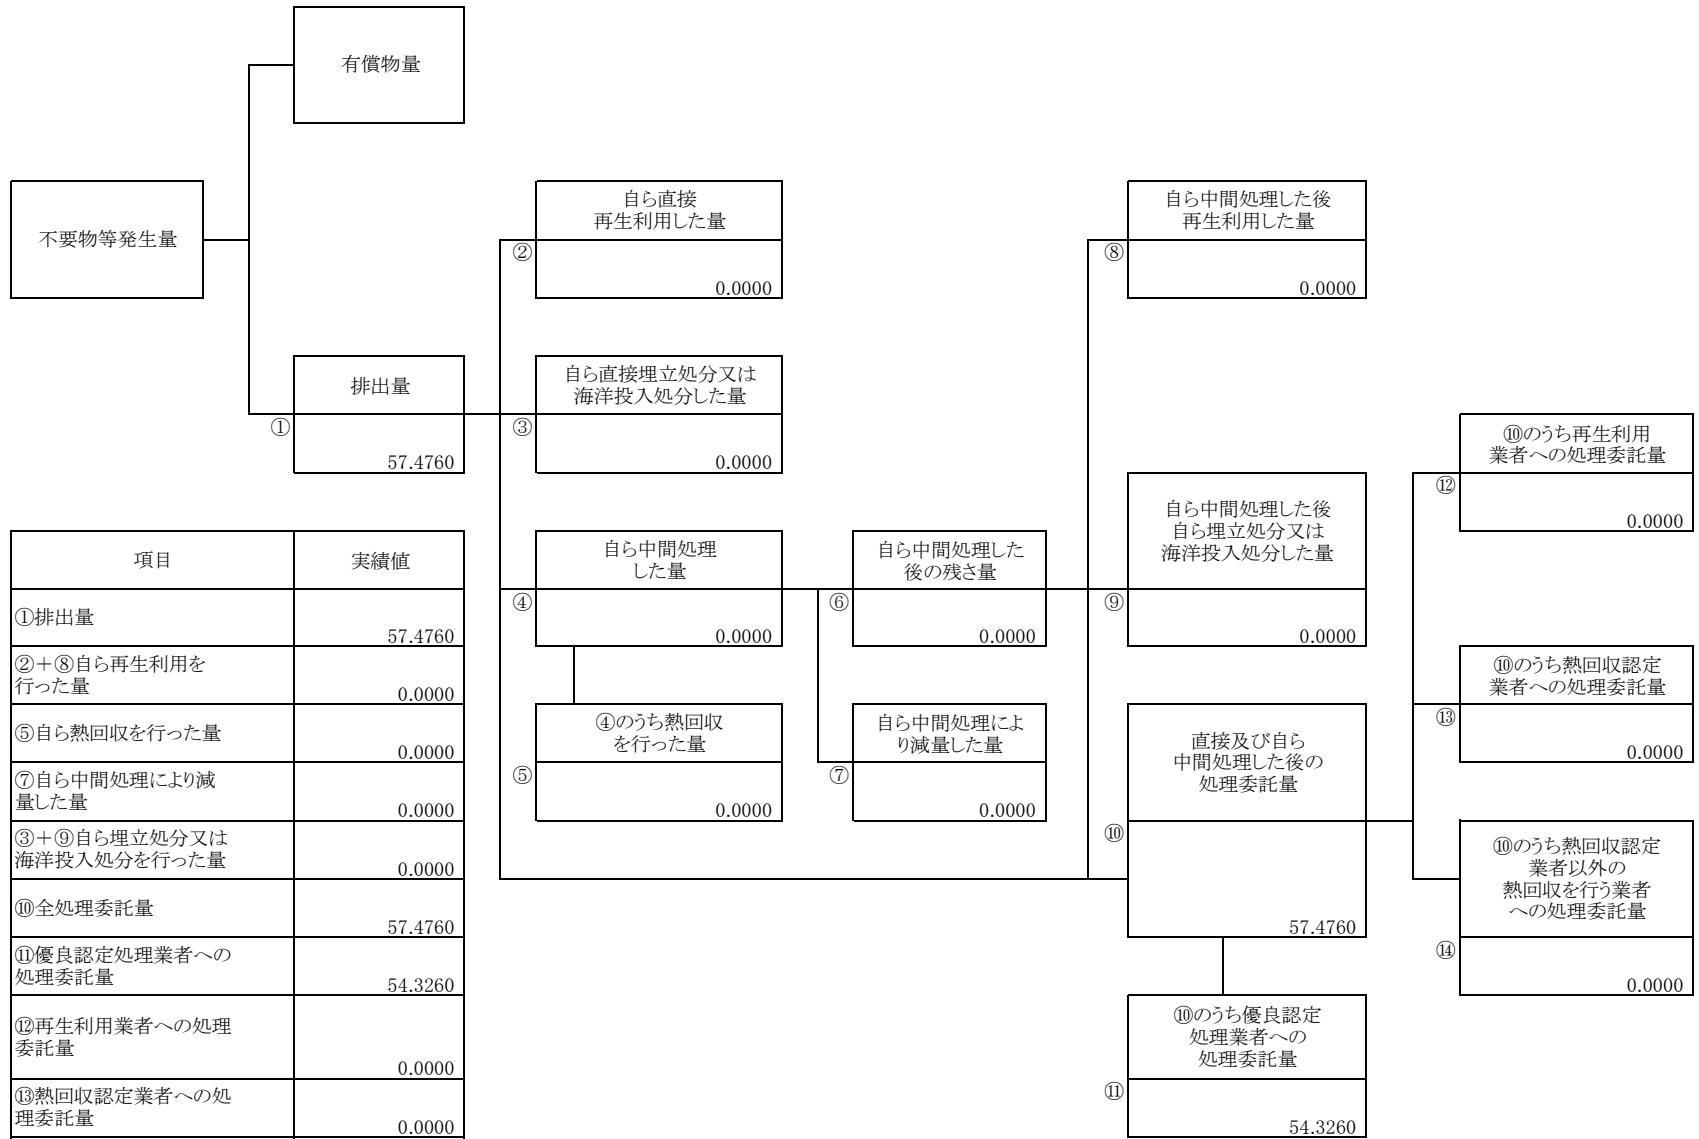 有償物量
不要物等発生量
自ら直接
再生利用した量
②
0.0000
自ら中間処理した後
再生利用した量
⑧
0.0000
排出量
①
57.4760
自ら直接埋立処分又は
海洋投入処分した量
③
0.0000
⑩のうち再生利用
業者への処理委託量
⑫
0.0000
自ら中間処理
した量
④
0.0000
自ら中間処理した
後の残さ量
⑥
0.0000
自ら中間処理した後
自ら埋立処分又は
海洋投入処分した量
⑨
0.0000
⑩のうち熱回収認定
業者への処理委託量
⑬
0.0000
④のうち熱回収
を行った量
⑤
0.0000
自ら中間処理によ
り減量した量
⑦
0.0000
直接及び自ら
中間処理した後の
処理委託量
⑩
57.4760
⑩のうち熱回収認定
業者以外の
熱回収を行う業者
への処理委託量
⑭
0.0000
⑩のうち優良認定
処理業者への
処理委託量
⑪
54.3260
項目 実績値
①排出量
57.4760
②＋⑧自ら再生利用を
行った量
0.0000
⑤自ら熱回収を行った量
0.0000
⑦自ら中間処理により減
量した量
0.0000
③＋⑨自ら埋立処分又は
海洋投入処分を行った量
0.0000
⑩全処理委託量
57.4760
⑪優良認定処理業者への
処理委託量
54.3260
⑫再生利用業者への処理
委託量
0.0000
⑬熱回収認定業者への処
理委託量
0.0000